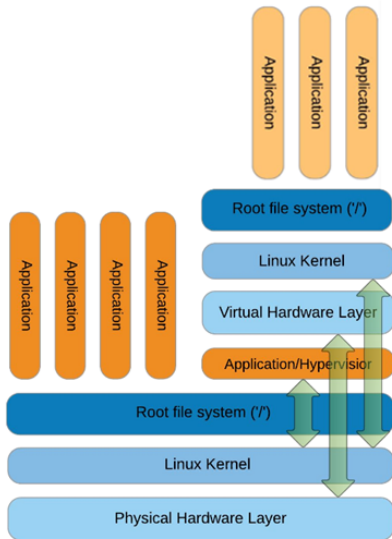 Application
Application
Application
Root file system ('/')
Linux Kernel
Virtual Hardware Layer
Application
Application
Application
Application
Application/Hypervisior
Root file system ('/')
Linux Kernel
Physical Hardware Layer